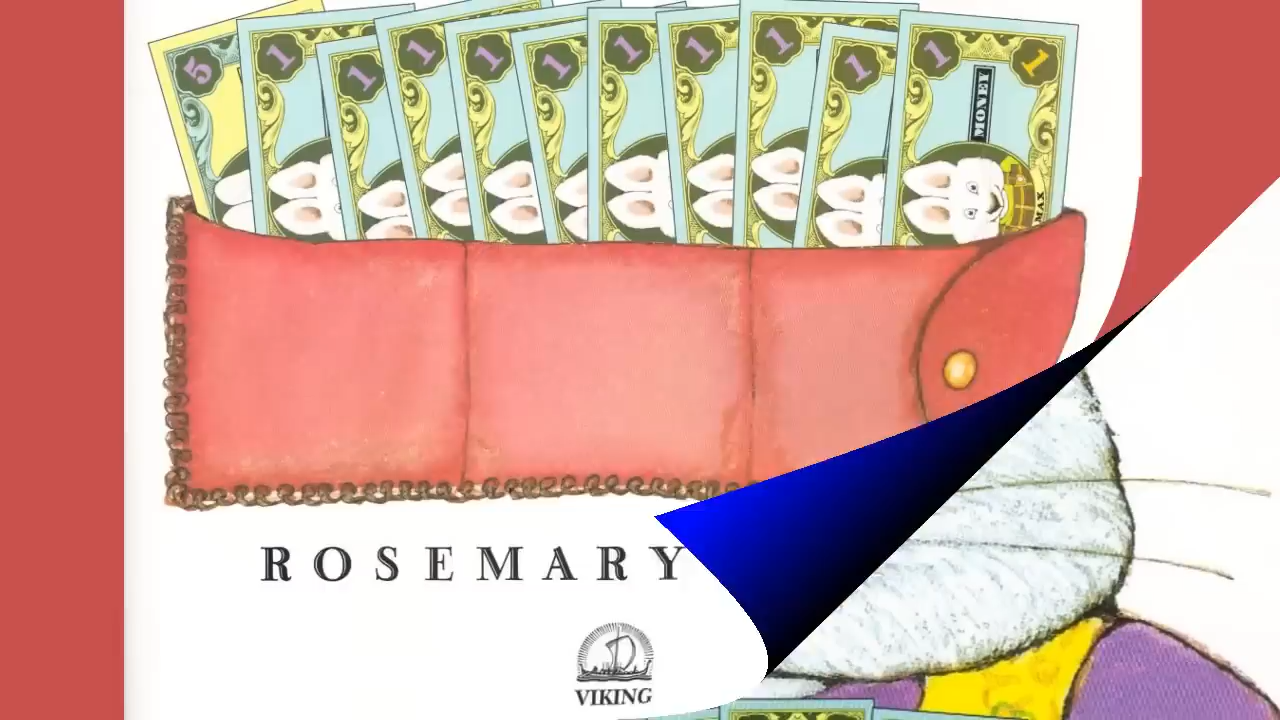 5 1 1 1 1 1 1 1 1 1 1 1
MONEY
MAX
ROSEMARY
VIKING